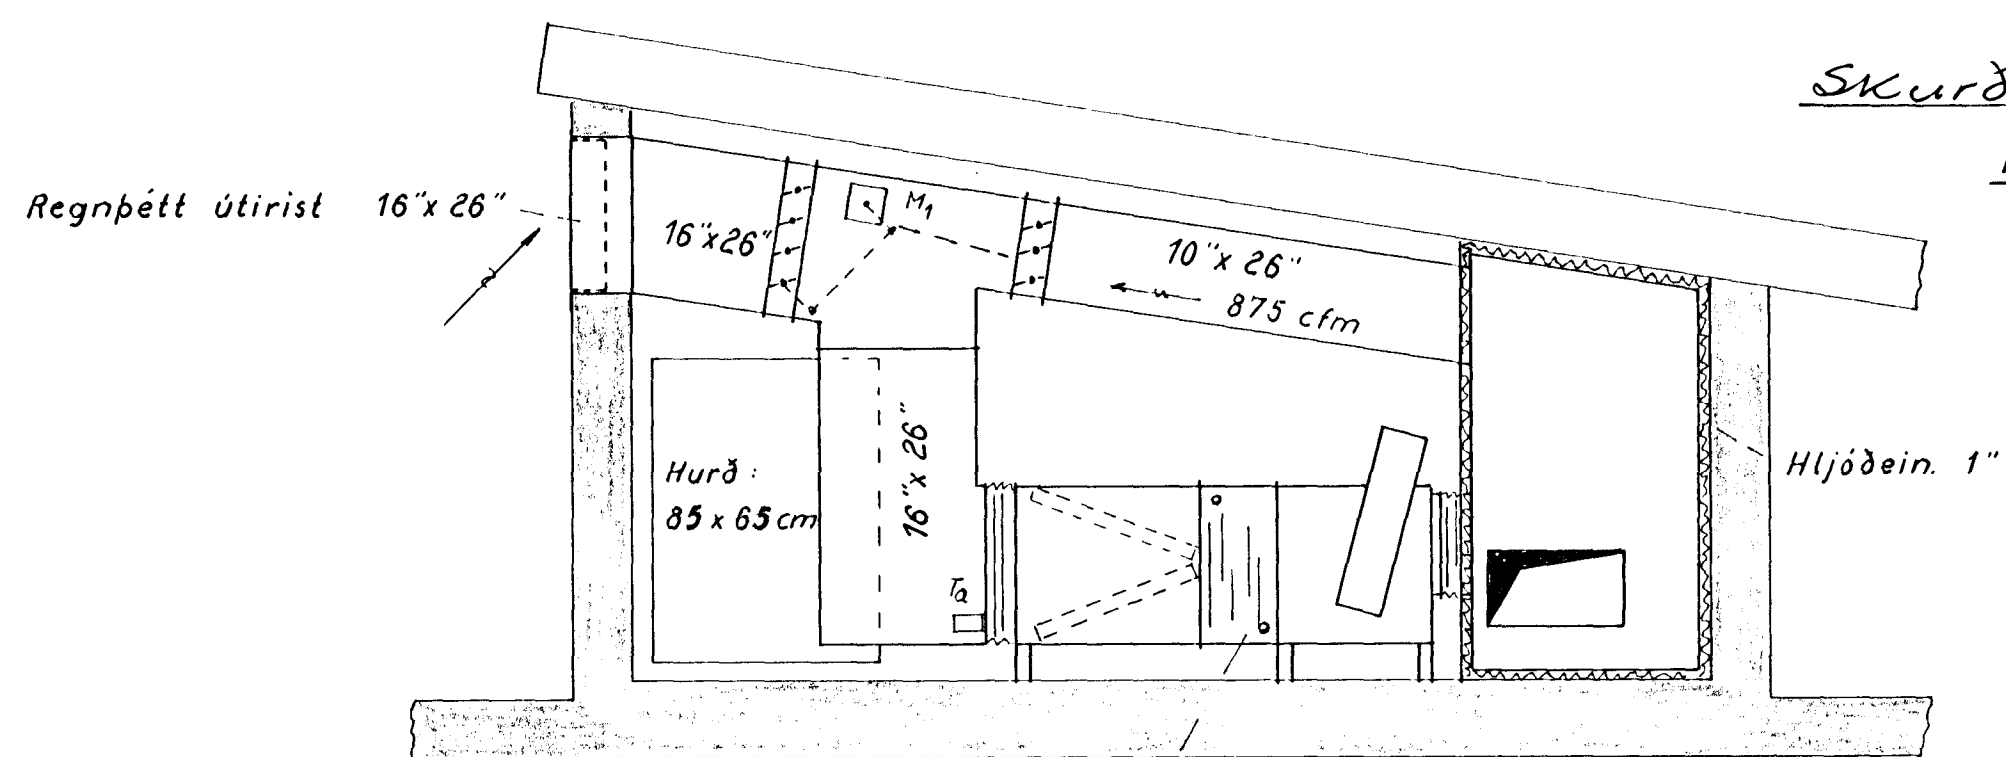 Skurð
Regnþétt útirist 16"x 26"
16"x26"
M1
10"x 26"
875 cfm
Hurð :
85 x 65 cm
16"x 26"
Ta
Hljóðein. 1"